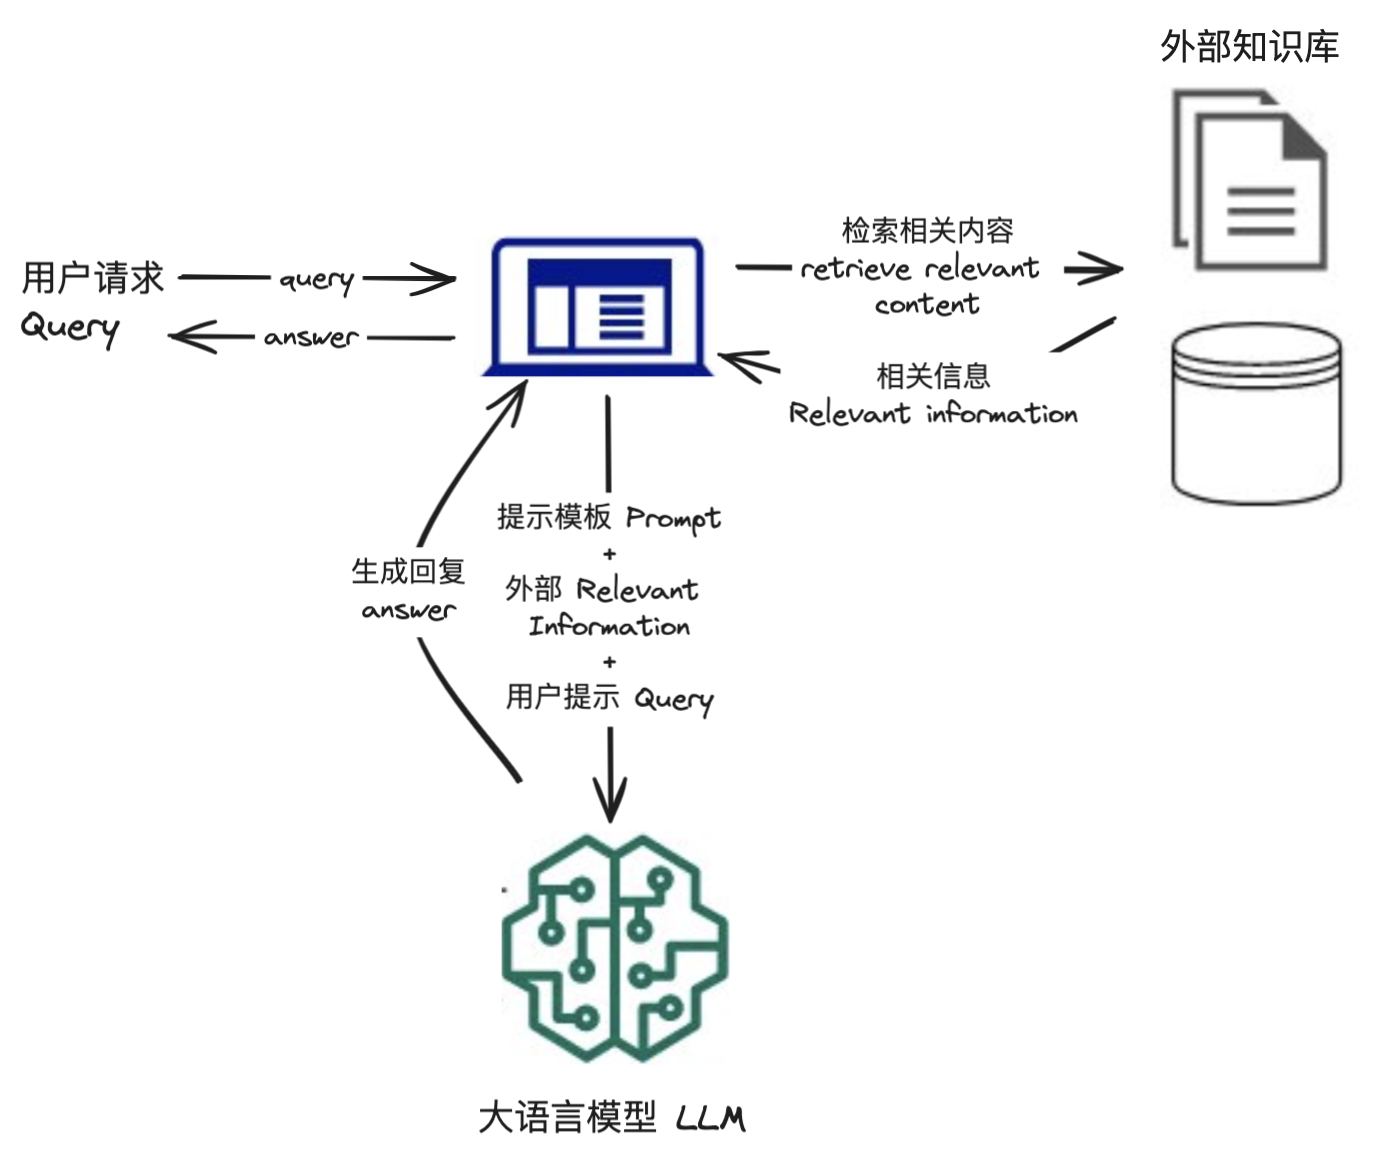 外部知识库
用户请求
Query
query
answer
检索相关内容
retrieve relevant
content
相关信息
Relevant information
提示模板 Prompt
+
外部 Relevant
Information
+
用户提示 Query
生成回复
answer
大语言模型 LLM